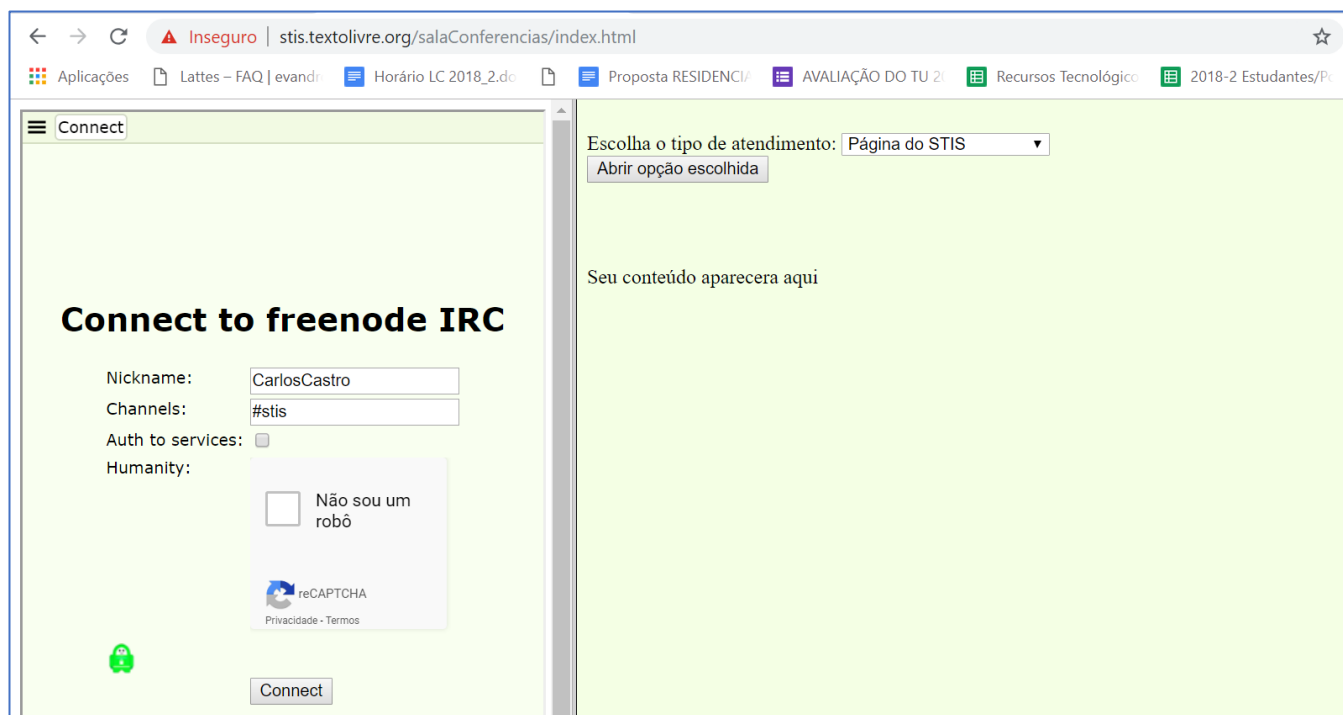 Inseguro | stis.textolivre.org/salaConferencias/index.html
Aplicações Lattes – FAQ | evandr Horário LC 2018_2.do Proposta RESIDENCIA AVALIAÇÃO DO TU 2 Recursos Tecnológico 2018-2 Estudantes/Po
Connect
Connect to freenode IRC
Nickname: CarlosCastro
Channels: #stis
Auth to services:
Humanity:
Não sou um
robô
reCAPTCHA
Privacidade - Termos
Connect
Escolha o tipo de atendimento: Página do STIS
Abrir opção escolhida
Seu conteúdo aparecera aqui